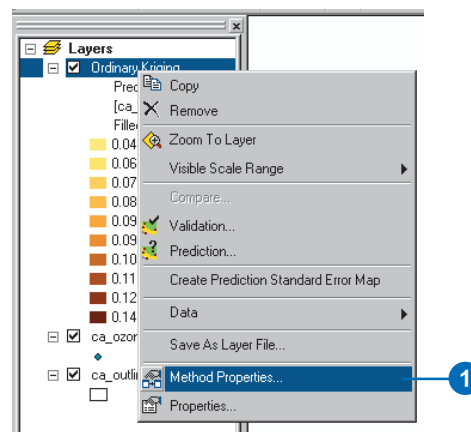 Layers
Ordinary Kriging
Pred
[ca_
Filled
0.04
0.06
0.07
0.08
0.09
0.09
0.10
0.11
0.12
0.14
ca_ozon
ca_outli
Copy
Remove
Zoom To Layer
Visible Scale Range
Compare...
Validation...
Prediction...
Create Prediction Standard Error Map
Data
Save As Layer File...
Method Properties...
Properties...
1